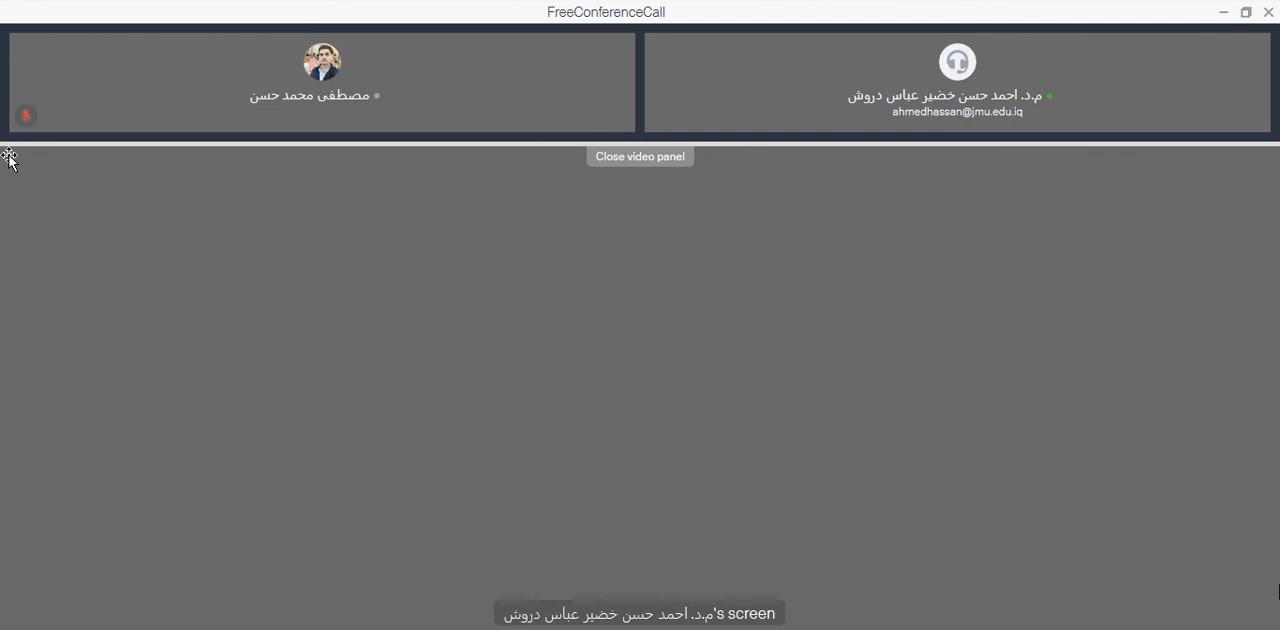 FreeConferenceCall
مصطفى محمد حسن
م.د. احمد حسن خضير عباس دروش
ahmedhassan@jmu.edu.iq
Close video panel
م.د. احمد حسن خضير عباس دروش's screen